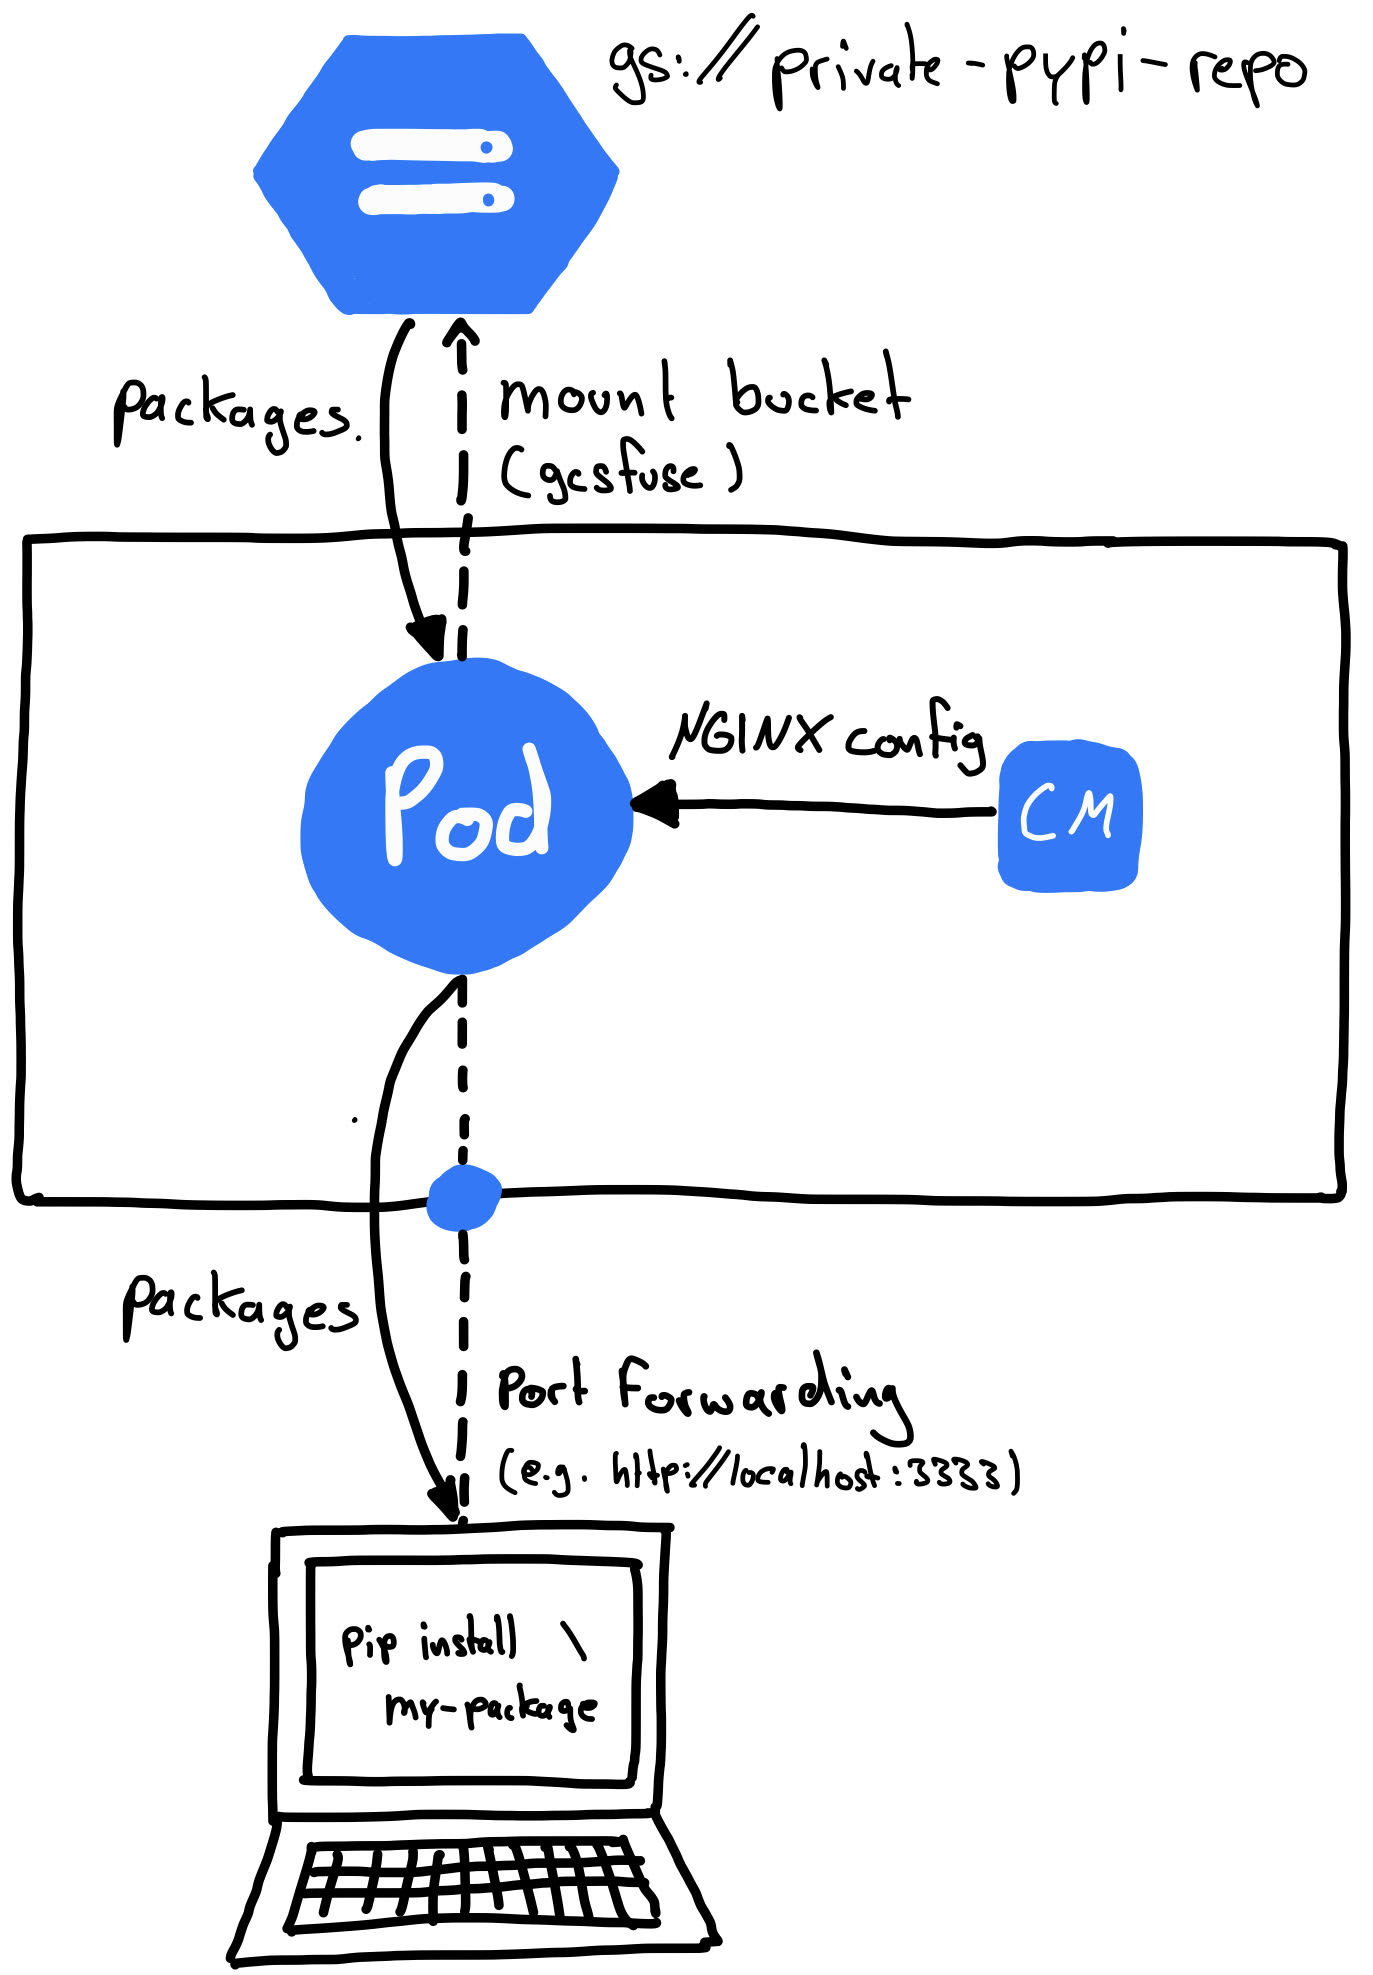 gs://private-pypi-repo
packages
mount bucket
(gcsfuse)
Pod
NGINX config
CM
packages
Port Forwarding
(e.g. http://localhost:3333)
pip install \
my-package